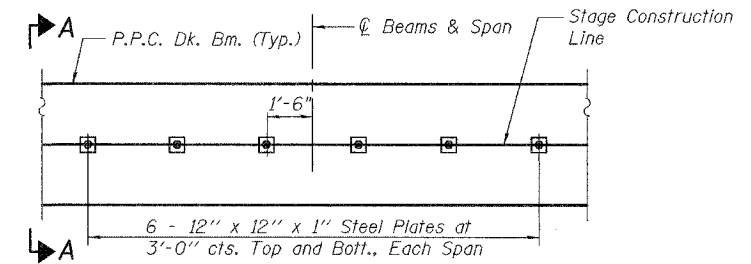 A
P.P.C. Dk. Bm. (Typ.)
℄ Beams & Span
Stage Construction
Line
1'-6"
6 - 12" x 12" x 1" Steel Plates at
3'-0" cts. Top and Bott., Each Span
A